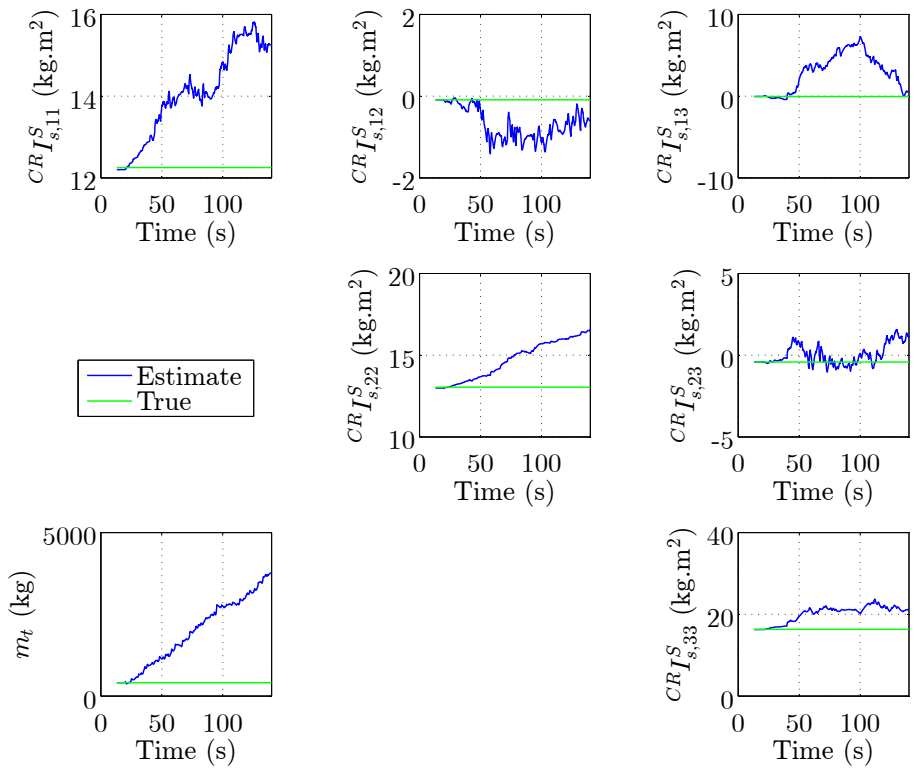 16
14
12
0
50
100
Time (s)
^{CR}I^{S}_{s,11} (kg.m²)
2
0
-2
0
50
100
Time (s)
^{CR}I^{S}_{s,12} (kg.m²)
10
0
-10
0
50
100
Time (s)
^{CR}I^{S}_{s,13} (kg.m²)
Estimate
True
20
15
10
0
50
100
Time (s)
^{CR}I^{S}_{s,22} (kg.m²)
5
0
-5
0
50
100
Time (s)
^{CR}I^{S}_{s,23} (kg.m²)
5000
0
0
50
100
Time (s)
m_t (kg)
40
20
0
0
50
100
Time (s)
^{CR}I^{S}_{s,33} (kg.m²)